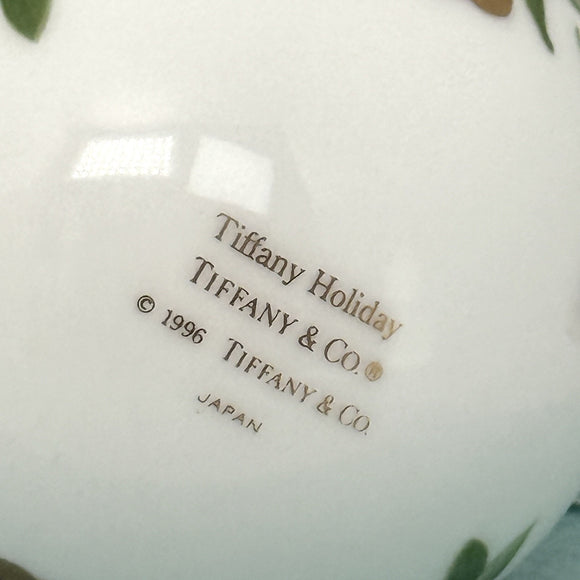 Tiffany Holiday
TIFFANY & CO.®
© 1996 TIFFANY & CO.
JAPAN